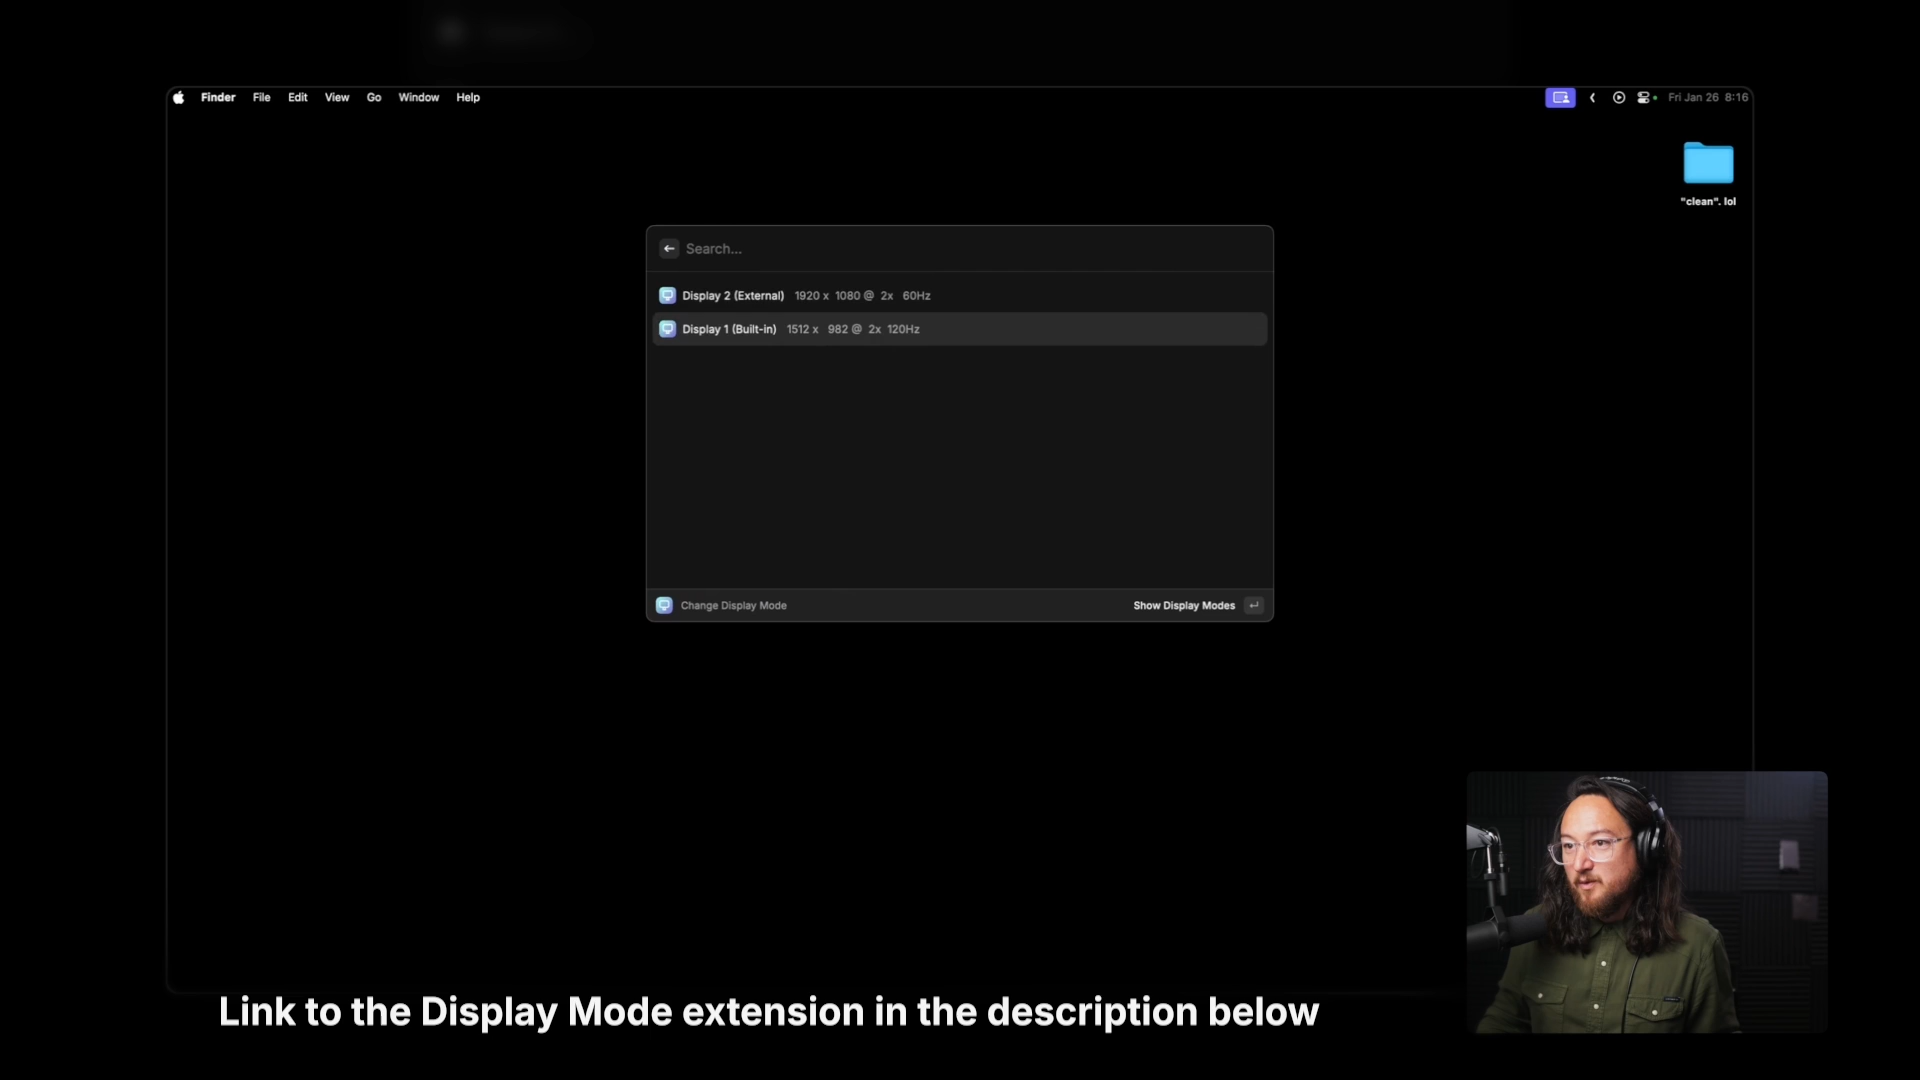 Finder File Edit View Go Window Help
Fri Jan 26 8:16
"clean". lol
Search...
Display 2 (External) 1920 x 1080 @ 2x 60Hz
Display 1 (Built-in) 1512 x 982 @ 2x 120Hz
Change Display Mode
Show Display Modes
Link to the Display Mode extension in the description below